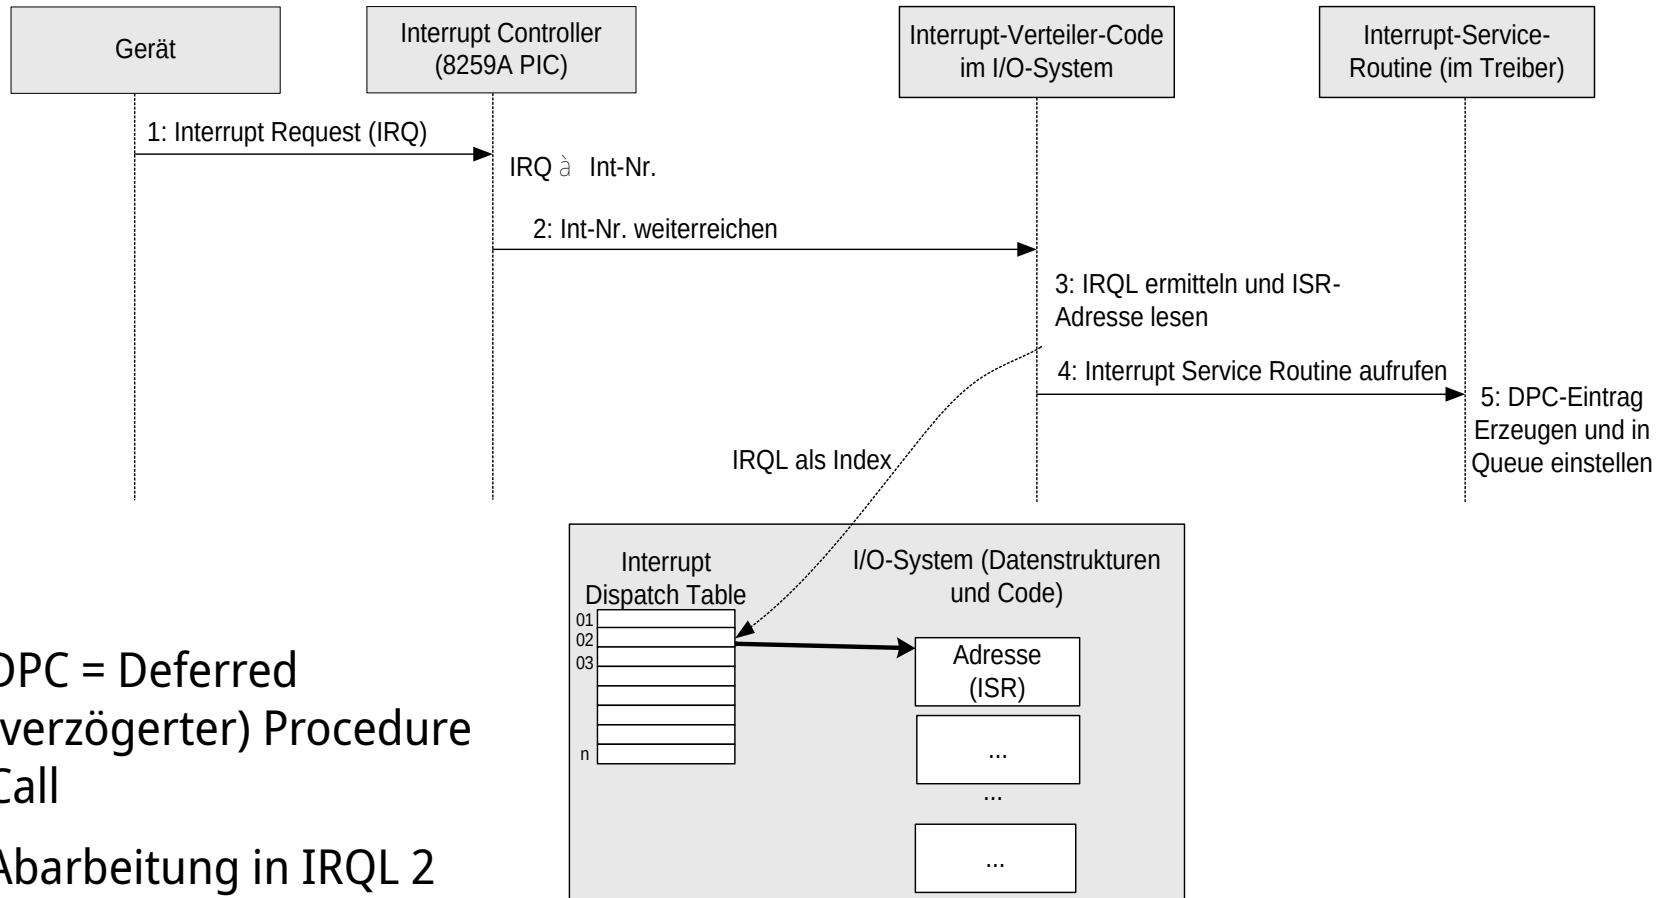 Gerät
Interrupt Controller
(8259A PIC)
Interrupt-Verteiler-Code
im I/O-System
Interrupt-Service-
Routine (im Treiber)
1: Interrupt Request (IRQ)
IRQ à Int-Nr.
2: Int-Nr. weiterreichen
3: IRQL ermitteln und ISR-
Adresse lesen
4: Interrupt Service Routine aufrufen
5: DPC-Eintrag
Erzeugen und in
Queue einstellen
IRQL als Index
Interrupt
Dispatch Table
01
02
03
n
I/O-System (Datenstrukturen
und Code)
Adresse
(ISR)
...
...
...
DPC = Deferred
verzögerter) Procedure
Call
Abarbeitung in IRQL 2